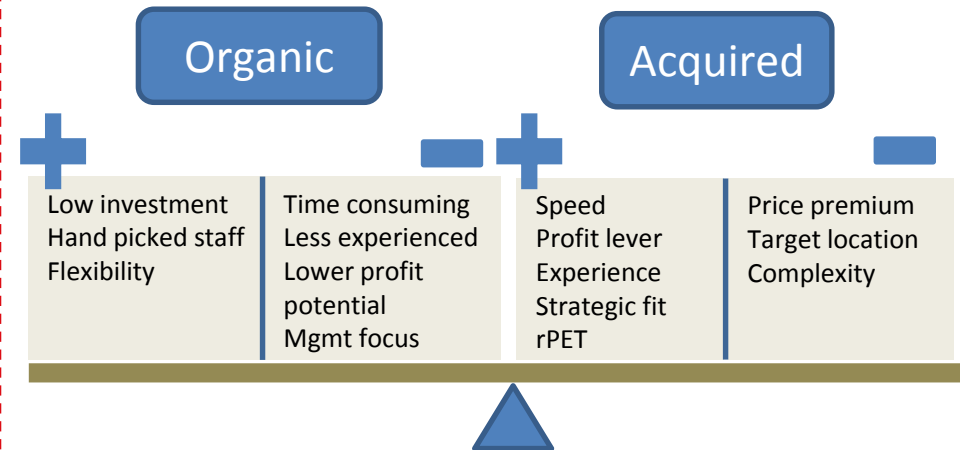 Organic
Acquired
Low investment
Hand picked staff
Flexibility
Time consuming
Less experienced
Lower profit
potential
Mgmt focus
Speed
Profit lever
Experience
Strategic fit
rPET
Price premium
Target location
Complexity